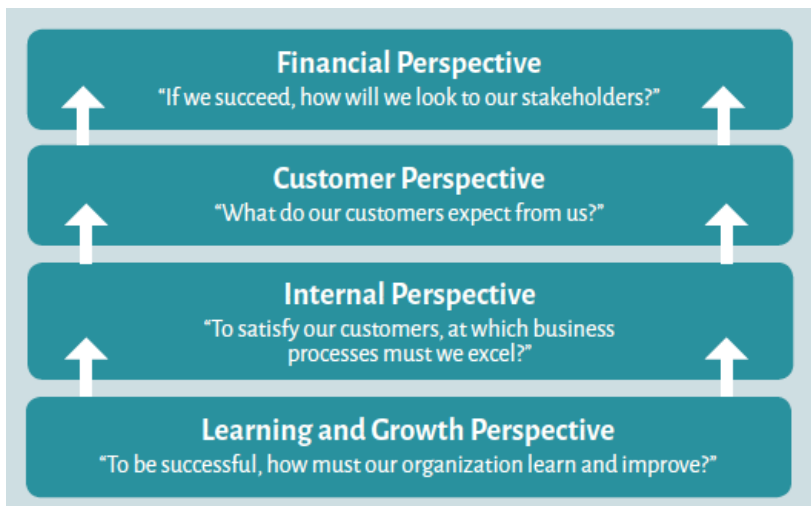 Financial Perspective
“If we succeed, how will we look to our stakeholders?”
Customer Perspective
“What do our customers expect from us?”
Internal Perspective
“To satisfy our customers, at which business
processes must we excel?”
Learning and Growth Perspective
“To be successful, how must our organization learn and improve?”